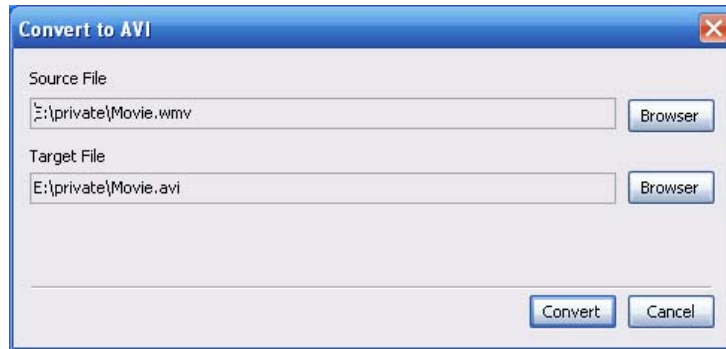 Convert to AVI
Source File
E:\private\Movie.wmv
Browser
Target File
E:\private\Movie.avi
Browser
Convert
Cancel